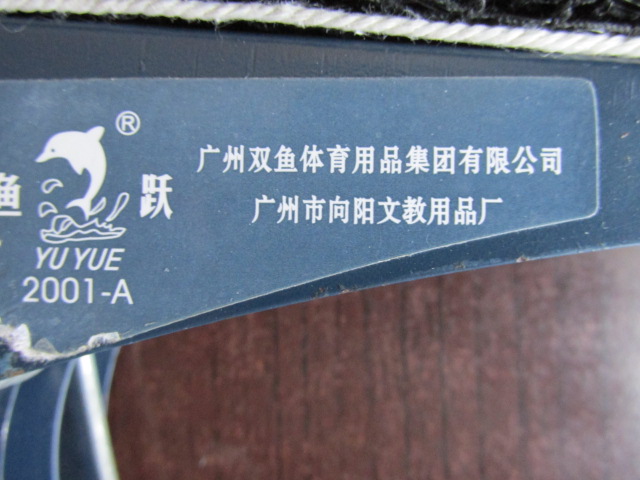 ®
渔跃
YU YUE
2001-A
广州双鱼体育用品集团有限公司
广州市向阳文教用品厂